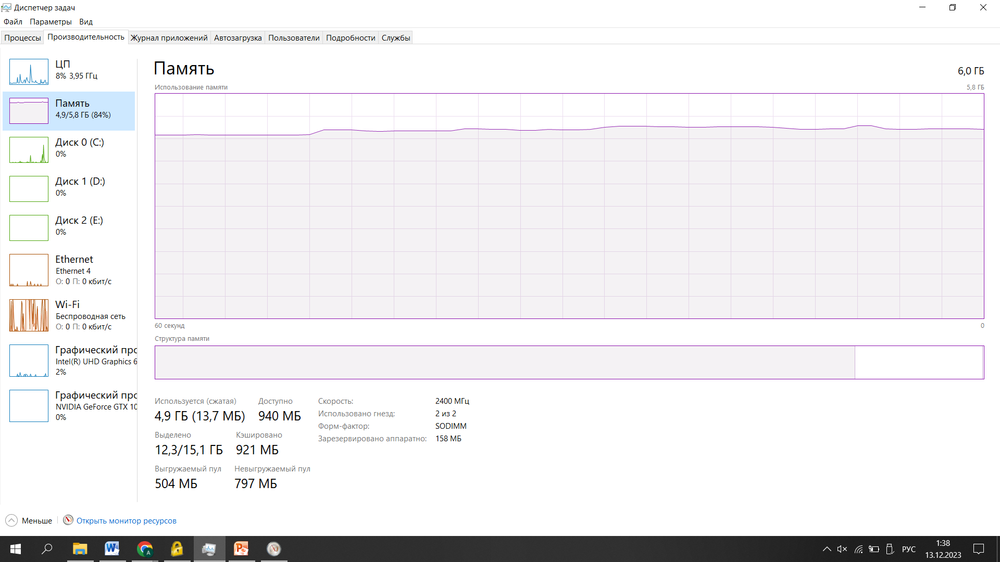 Диспетчер задач
Файл Параметры Вид
Процессы Производительность Журнал приложений Автозагрузка Пользователи Подробности Службы
ЦП
8% 3,95 ГГц
Память
4,9/5,8 ГБ (84%)
Диск 0 (C:)
0%
Диск 1 (D:)
0%
Диск 2 (E:)
0%
Ethernet
Ethernet 4
О: 0 П: 0 кбит/с
Wi-Fi
Беспроводная сеть
О: 0 П: 0 кбит/с
Графический про
Intel(R) UHD Graphics 6
2%
Графический про
NVIDIA GeForce GTX 10
0%
Память 6,0 ГБ
Использование памяти 5,8 ГБ
60 секунд 0
Структура памяти
Используется (сжатая) Доступно
4,9 ГБ (13,7 МБ) 940 МБ
Выделено Кэшировано
12,3/15,1 ГБ 921 МБ
Выгружаемый пул Невыгружаемый пул
504 МБ 797 МБ
Скорость: 2400 МГц
Использовано гнезд: 2 из 2
Форм-фактор: SODIMM
Зарезервировано аппаратно: 158 МБ
Меньше Открыть монитор ресурсов
РУС
1:38
13.12.2023